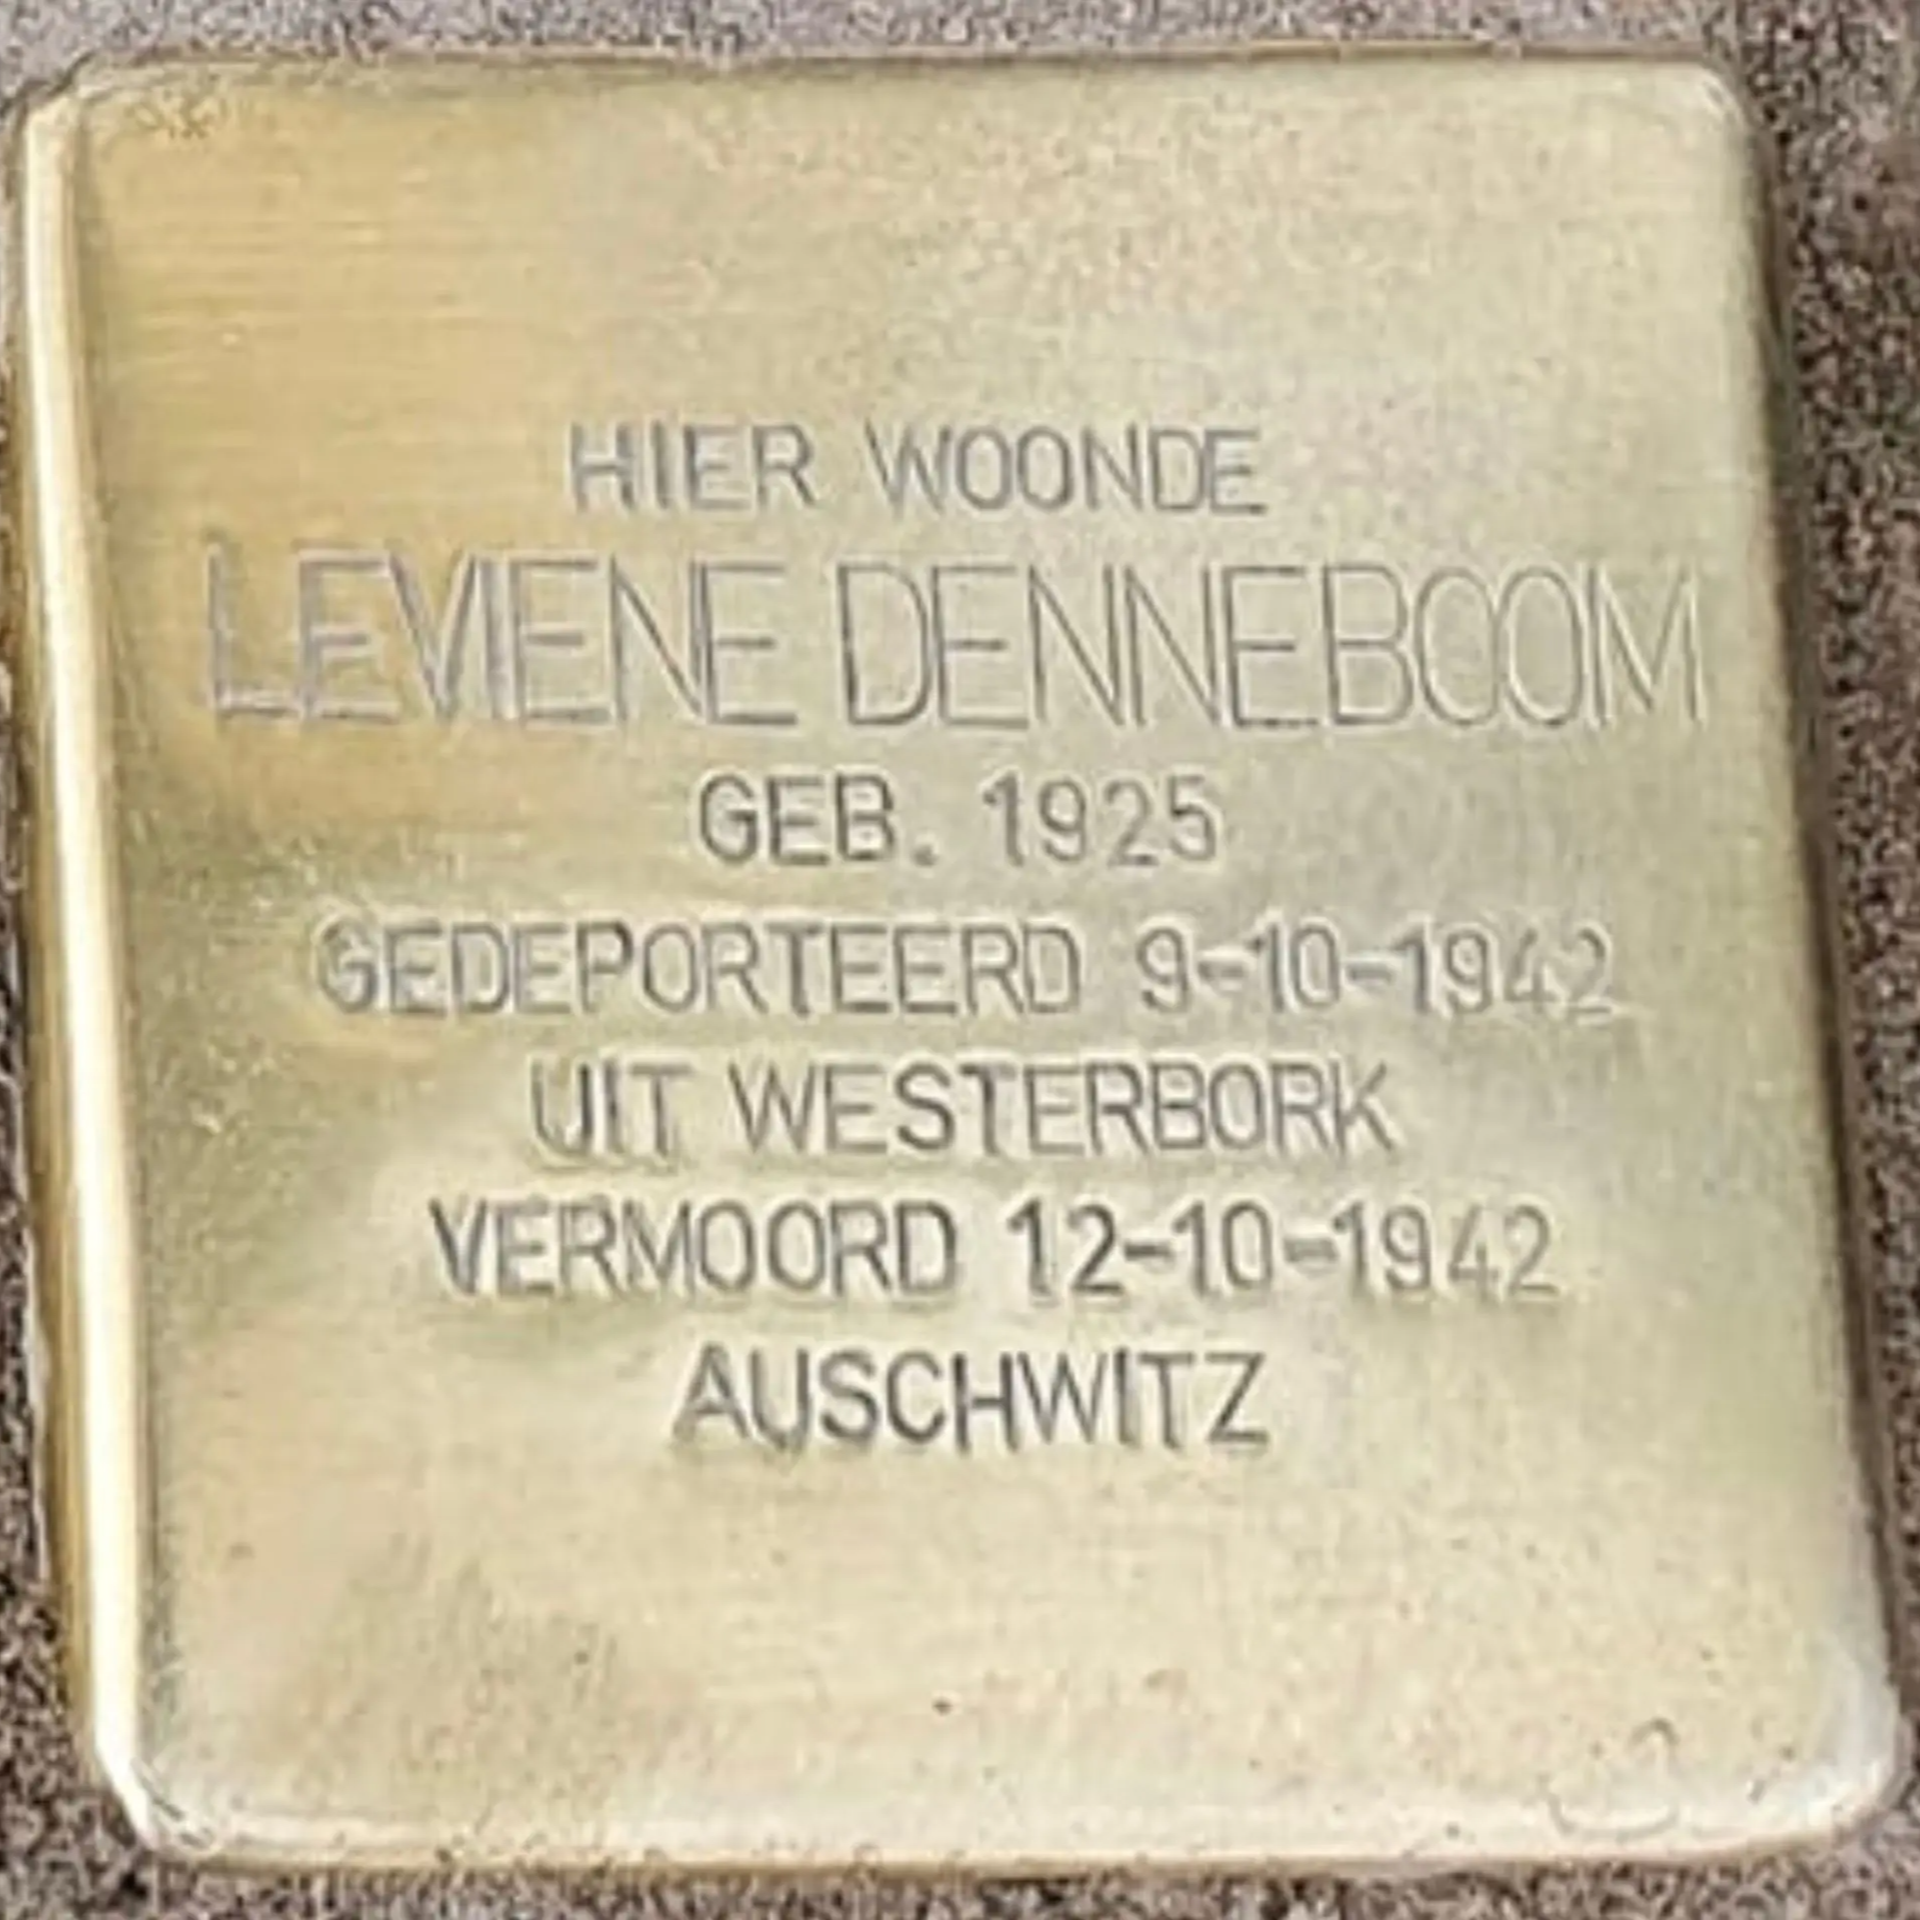 HIER WOONDE
LEVIENE DENNEBOOM
GEB. 1925
GEDEPORTEERD 9-10-1942
UIT WESTERBORK
VERMOORD 12-10-1942
AUSCHWITZ